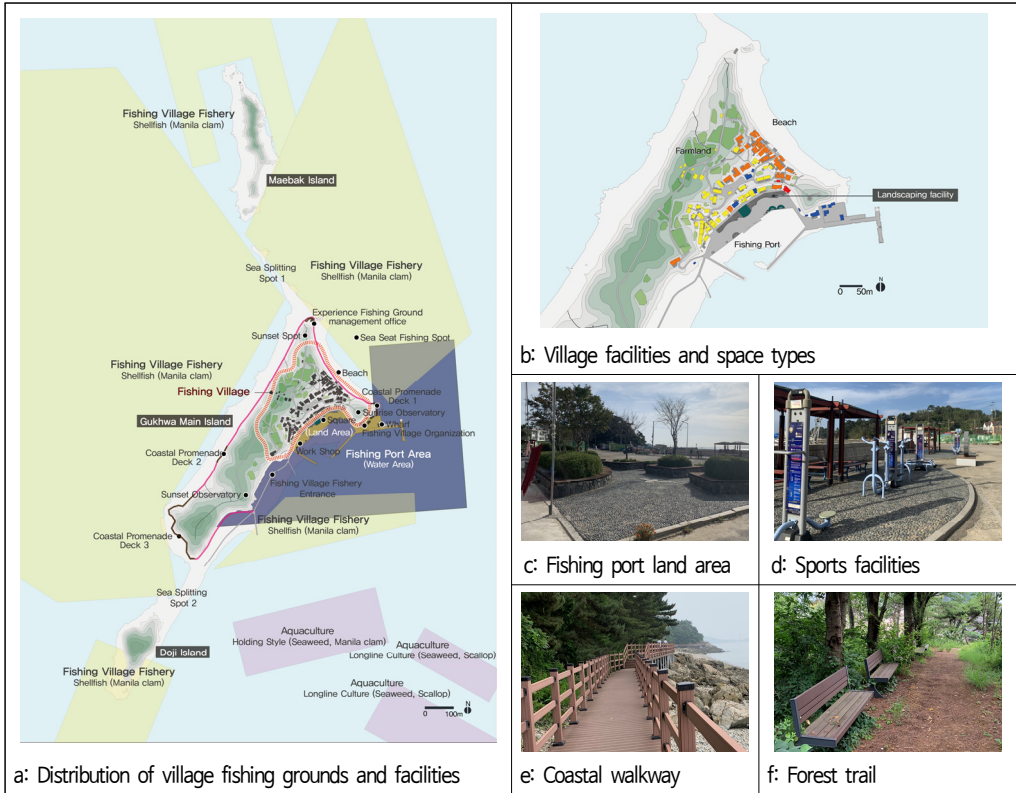 Fishing Village Fishery
Shellfish (Manila clam)
Maebak Island
Sea Splitting
Spot 1
Fishing Village Fishery
Shellfish (Manila clam)
Experience Fishing Ground
management office
Sunset Spot
Sea Seat Fishing Spot
Fishing Village Fishery
Shellfish (Manila clam)
Beach
Fishing Village
Coastal Promenade
Deck 1
Gukhwa Main Island
Sunrise Observatory
Square
Wharf
(Land Area)
Fishing Village Organization
Work Shop
Fishing Port Area
(Water Area)
Coastal Promenade
Deck 2
Fishing Village Fishery
Entrance
Sunset Observatory
Fishing Village Fishery
Shellfish (Manila clam)
Coastal Promenade
Deck 3
Sea Splitting
Spot 2
Aquaculture
Holding Style (Seaweed, Manila clam)
Aquaculture
Longline Culture (Seaweed, Scallop)
Doji Island
Fishing Village Fishery
Shellfish (Manila clam)
Aquaculture
Longline Culture (Seaweed, Scallop)
0 100m N
a: Distribution of village fishing grounds and facilities
Beach
Farmland
Landscaping facility
Fishing Port
0 50m N
b: Village facilities and space types
c: Fishing port land area
d: Sports facilities
e: Coastal walkway
f: Forest trail